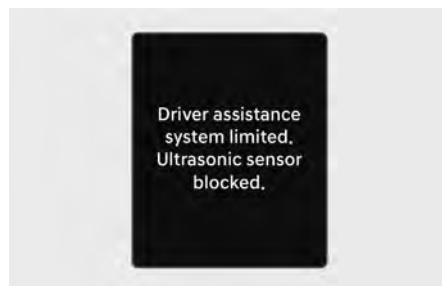 Driver assistance
system limited.
Ultrasonic sensor
blocked.